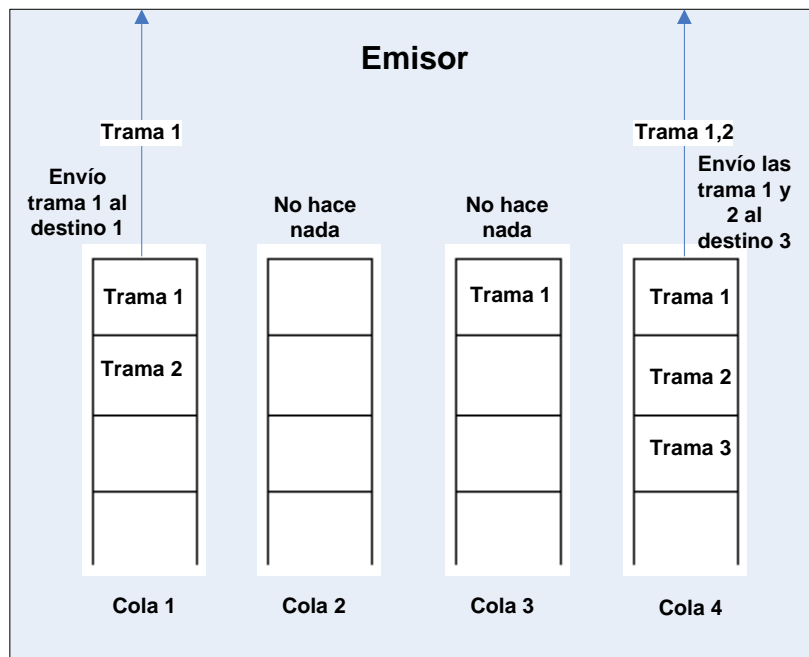 Emisor
Trama 1
Trama 1,2
Envío
trama 1 al
destino 1
No hace
nada
No hace
nada
Envío las
trama 1 y
2 al
destino 3
Trama 1
Trama 2
Trama 1
Trama 1
Trama 2
Trama 3
Cola 1
Cola 2
Cola 3
Cola 4